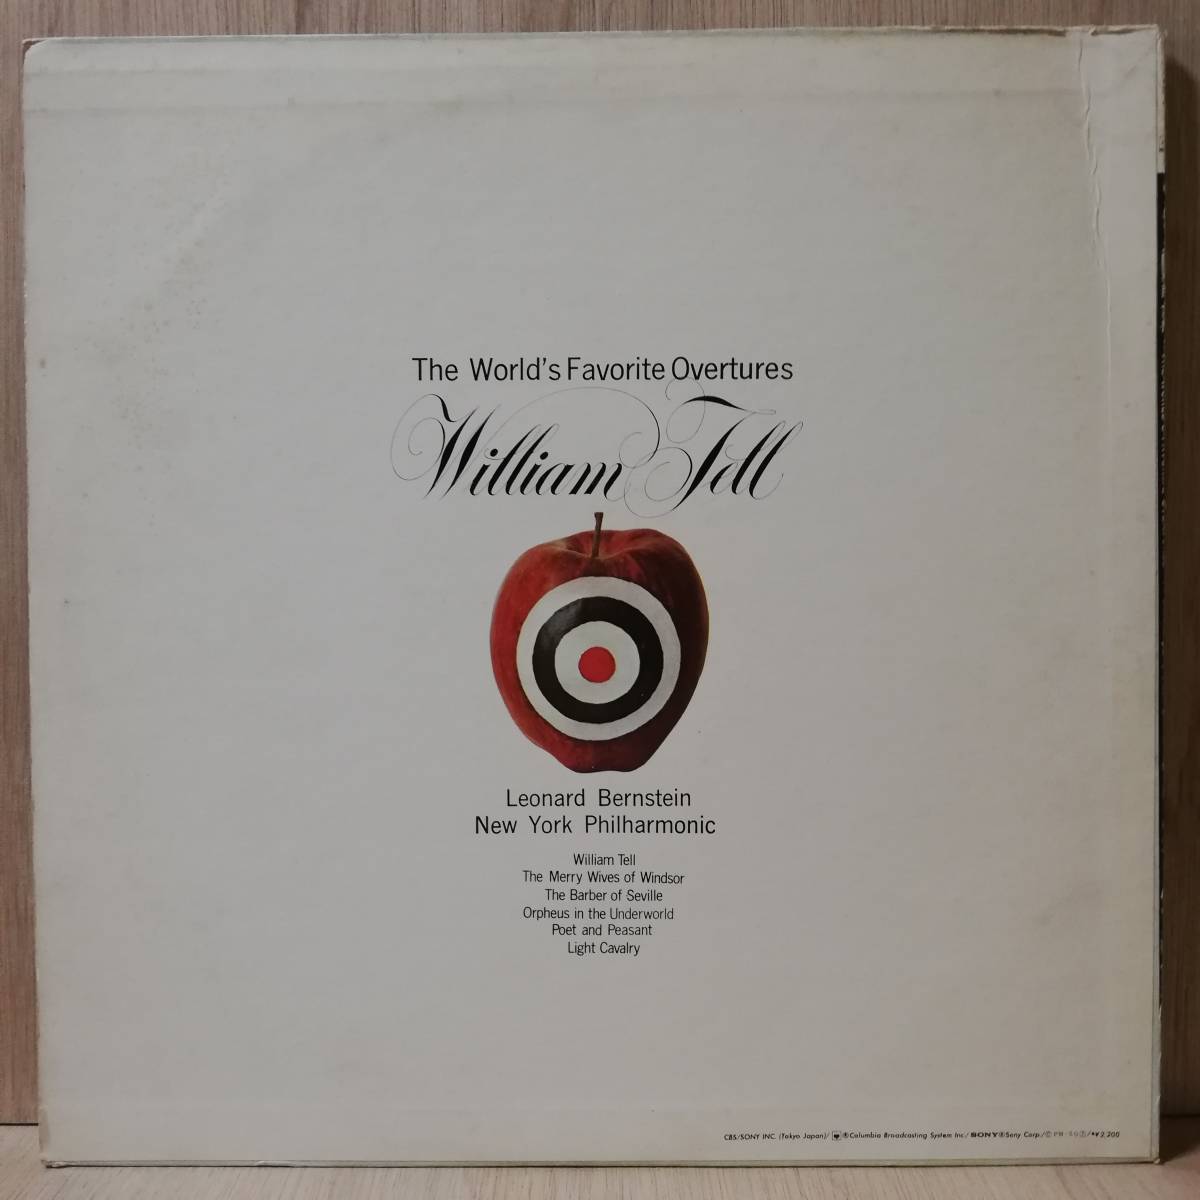 The World's Favorite Overtures
William Tell
Leonard Bernstein
New York Philharmonic
William Tell
The Merry Wives of Windsor
The Barber of Seville
Orpheus in the Underworld
Poet and Peasant
Light Cavalry
CBS/SONY INC. (Tokyo Japan)/ ®Columbia Broadcasting System Inc./ SONY ®Sony Corp./ ¥2,200